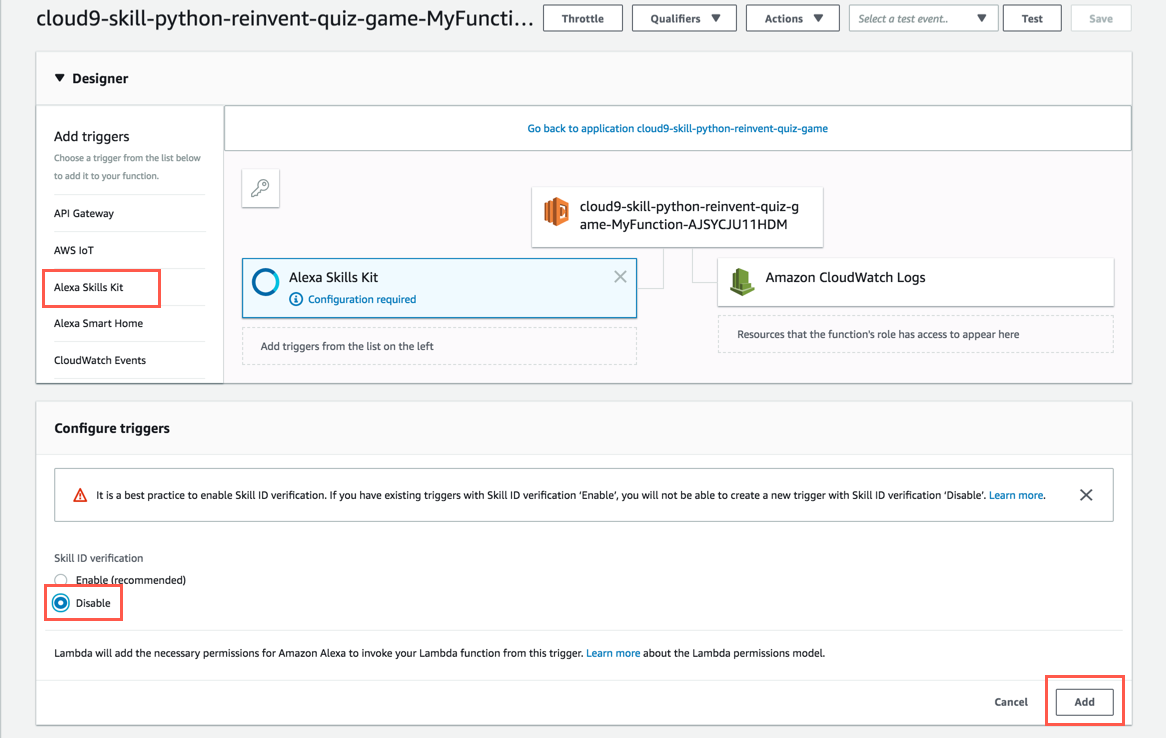 cloud9-skill-python-reinvent-quiz-game-MyFuncti...
Throttle
Qualifiers
Actions
Select a test event..
Test
Save
Designer
Add triggers
Choose a trigger from the list below
to add it to your function.
API Gateway
AWS IoT
Alexa Skills Kit
Alexa Smart Home
CloudWatch Events
Go back to application cloud9-skill-python-reinvent-quiz-game
cloud9-skill-python-reinvent-quiz-g
ame-MyFunction-AJSYCJU11HDM
Alexa Skills Kit
Configuration required
Add triggers from the list on the left
Amazon CloudWatch Logs
Resources that the function's role has access to appear here
Configure triggers
It is a best practice to enable Skill ID verification. If you have existing triggers with Skill ID verification ‘Enable’, you will not be able to create a new trigger with Skill ID verification ‘Disable’. Learn more.
Skill ID verification
Enable (recommended)
Disable
Lambda will add the necessary permissions for Amazon Alexa to invoke your Lambda function from this trigger. Learn more about the Lambda permissions model.
Cancel
Add